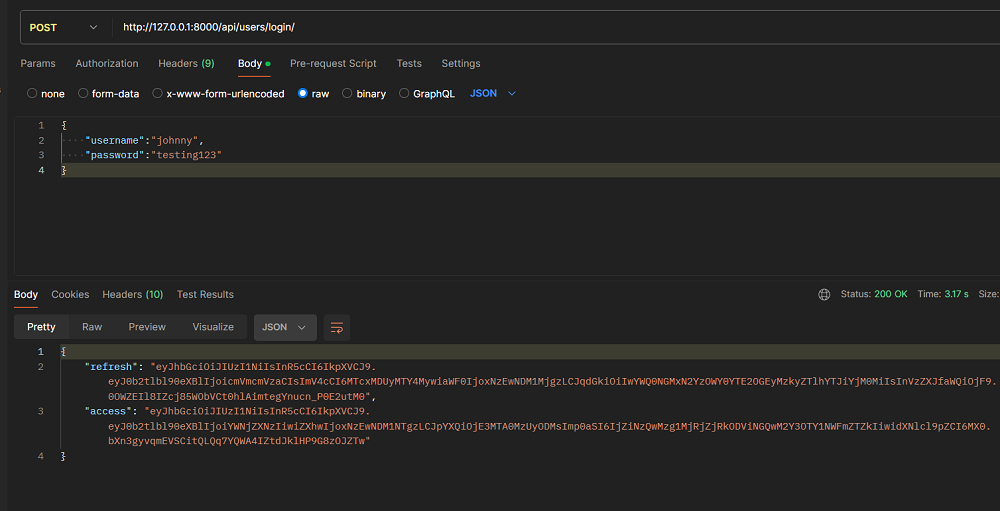 POST http://127.0.0.1:8000/api/users/login/
Params Authorization Headers (9) Body Pre-request Script Tests Settings
none form-data x-www-form-urlencoded raw binary GraphQL JSON
1 {
2 "username":"johnny",
3 "password":"testing123"
4 }
Body Cookies Headers (10) Test Results Status: 200 OK Time: 3.17 s Size:
Pretty Raw Preview Visualize JSON
1 {
2 "refresh": "eyJhbGciOiJIUzI1NiIsInR5cCI6IkpXVCJ9.
eyJ0b2tlbl90eXBlIjoicmVmcmVzaCIsImV4cCI6MTcxMDUyMTY4MywiaWF0IjoxNzEwNDM1MjgzLCJqdGkiOiIwYWQ0NGMxN2YzOWY0YTE2OGEyMzkyZTlhYTJiYjM0MiIsInVzZXJfaWQiOjF9.
0OWZEIl8IZcj85WObVCt0hlAimtegYnucn_P0E2utM0",
3 "access": "eyJhbGciOiJIUzI1NiIsInR5cCI6IkpXVCJ9.
eyJ0b2tlbl90eXBlIjoiYWNjZXNzIiwiZXhwIjoxNzEwNDM1NTgzLCJpYXQiOjE3MTA0MzUyODMsImp0aSI6IjZiNzQwMzg1MjRjZjRkODViNGQwM2Y3OTY1NWFmZTZkIiwidXNlcl9pZCI6MX0.
bXn3gyvqmEVSCitQLQq7YQWA4IZtdJklHP9G8zOJZTw"
4 }